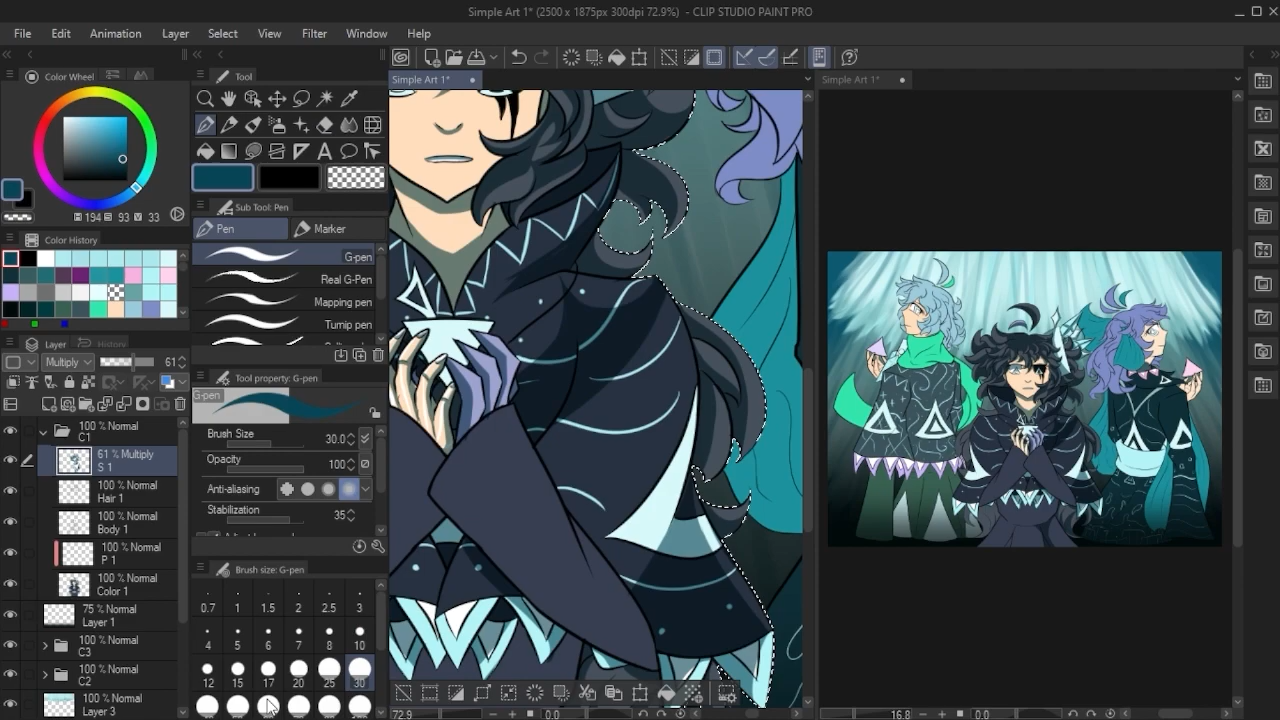 Simple Art 1* (2500 x 1875px 300dpi 72.9%) - CLIP STUDIO PAINT PRO
File Edit Animation Layer Select View Filter Window Help
Color Wheel
194 93 33
Color History
Layer History
Multiply 61
100 % Normal
C1
61 % Multiply
S 1
100 % Normal
Hair 1
100 % Normal
Body 1
100 % Normal
P 1
100 % Normal
Color 1
75 % Normal
Layer 1
100 % Normal
C3
100 % Normal
C2
100 % Normal
Layer 3
Tool
Sub Tool: Pen
Pen Marker
G-pen
Real G-Pen
Mapping pen
Turnip pen
Tool property: G-pen
G-pen
Brush Size 30.0
Opacity 100
Anti-aliasing
Stabilization 35
Brush size: G-pen
0.7 1 1.5 2 2.5 3
4 5 6 7 8 10
12 15 17 20 25 30
Simple Art 1*
72.9 0.0
Simple Art 1*
16.8 0.0